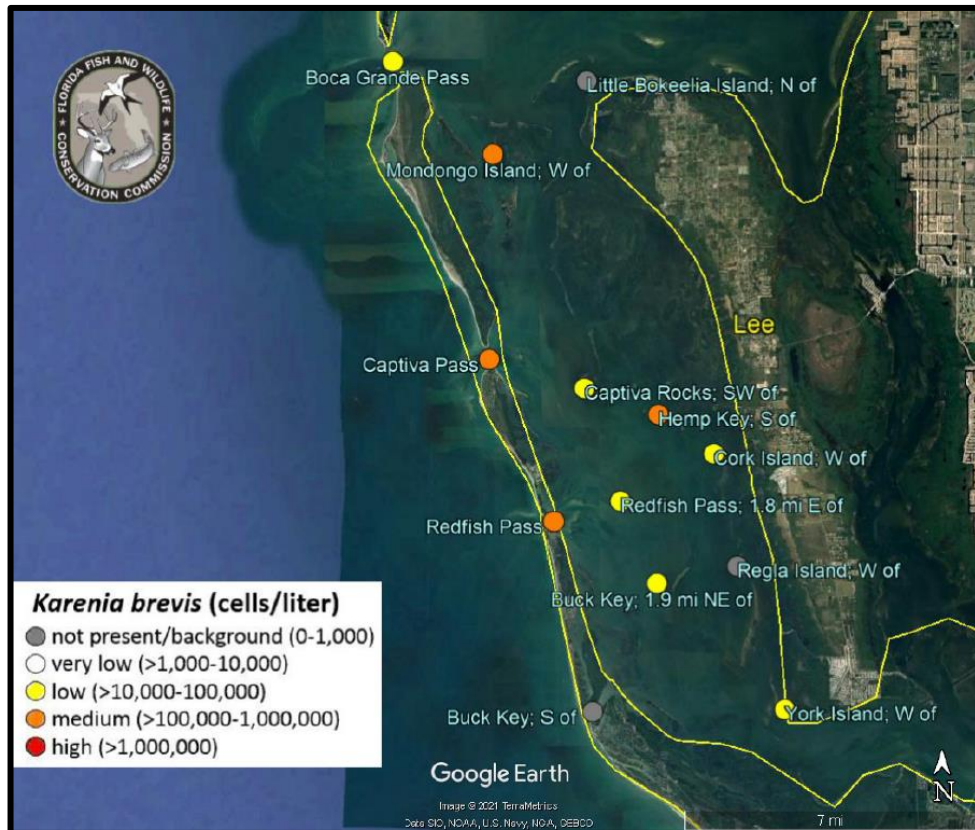 FLORIDA FISH AND WILDLIFE
CONSERVATION COMMISSION
Boca Grande Pass
Little Bokeelia Island; N of
Mondongo Island; W of
Lee
Captiva Pass
Captiva Rocks; SW of
Hemp Key; S of
Cork Island; W of
Redfish Pass; 1.8 mi E of
Redfish Pass
Regla Island; W of
Buck Key; 1.9 mi NE of
Buck Key; S of
York Island; W of
Karenia brevis (cells/liter)
not present/background (0-1,000)
very low (>1,000-10,000)
low (>10,000-100,000)
medium (>100,000-1,000,000)
high (>1,000,000)
Google Earth
Image © 2021 TerraMetrics
Data SIO, NOAA, U.S. Navy, NGA, GEBCO
N
7 mi